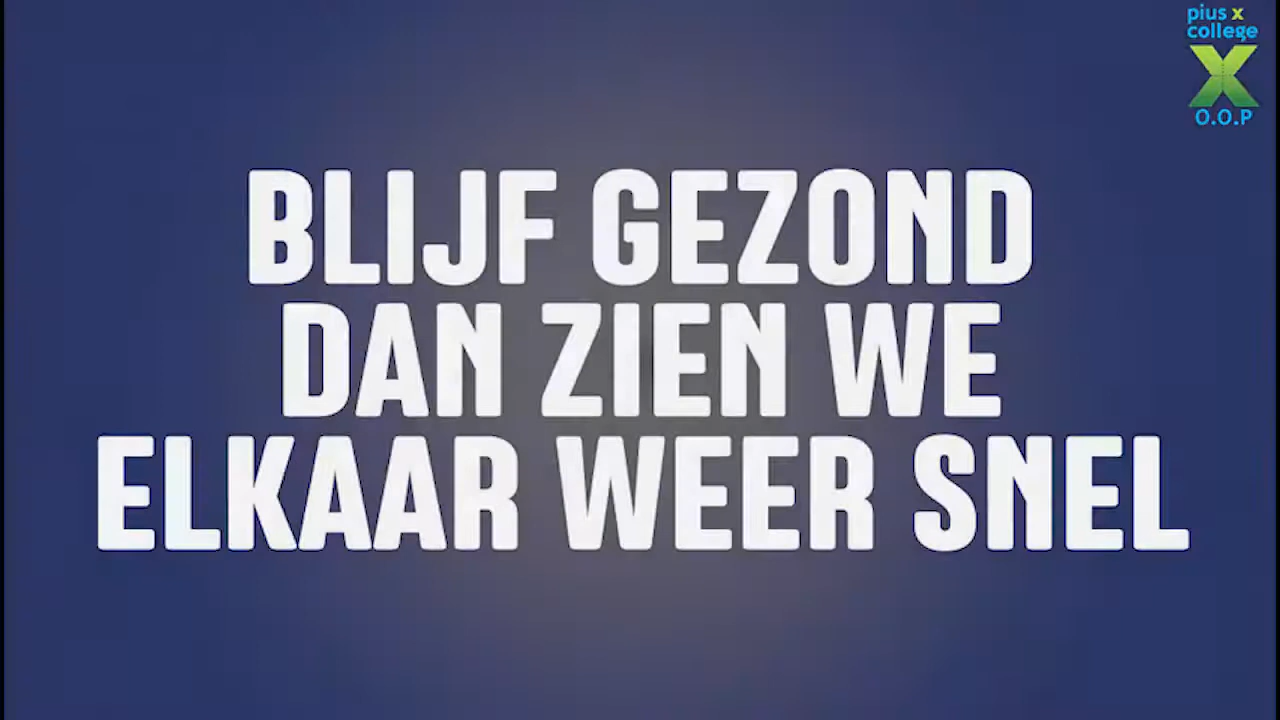 pius x
college
X
O.O.P
BLIJF GEZOND
DAN ZIEN WE
ELKAAR WEER SNEL